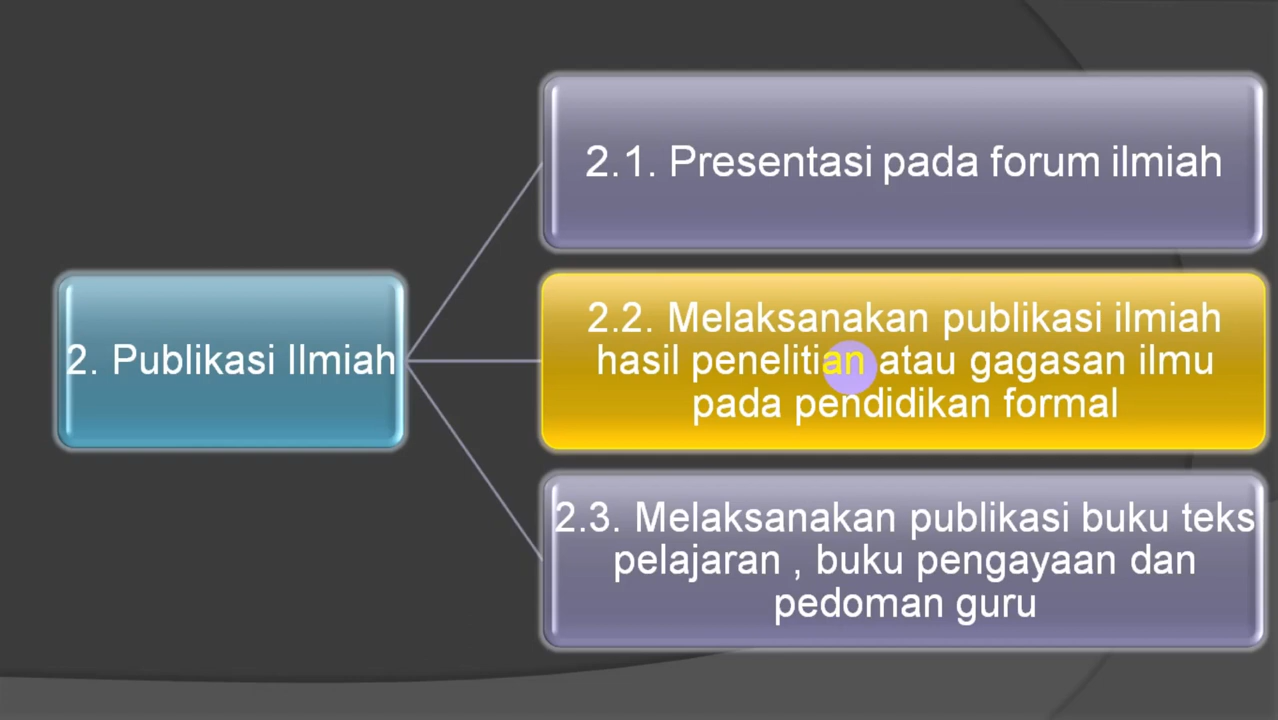 2.1. Presentasi pada forum ilmiah
2. Publikasi Ilmiah
2.2. Melaksanakan publikasi ilmiah
hasil penelitian atau gagasan ilmu
pada pendidikan formal
2.3. Melaksanakan publikasi buku teks
pelajaran , buku pengayaan dan
pedoman guru